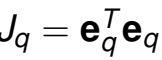 J_q = 𝐞_q^T 𝐞_q